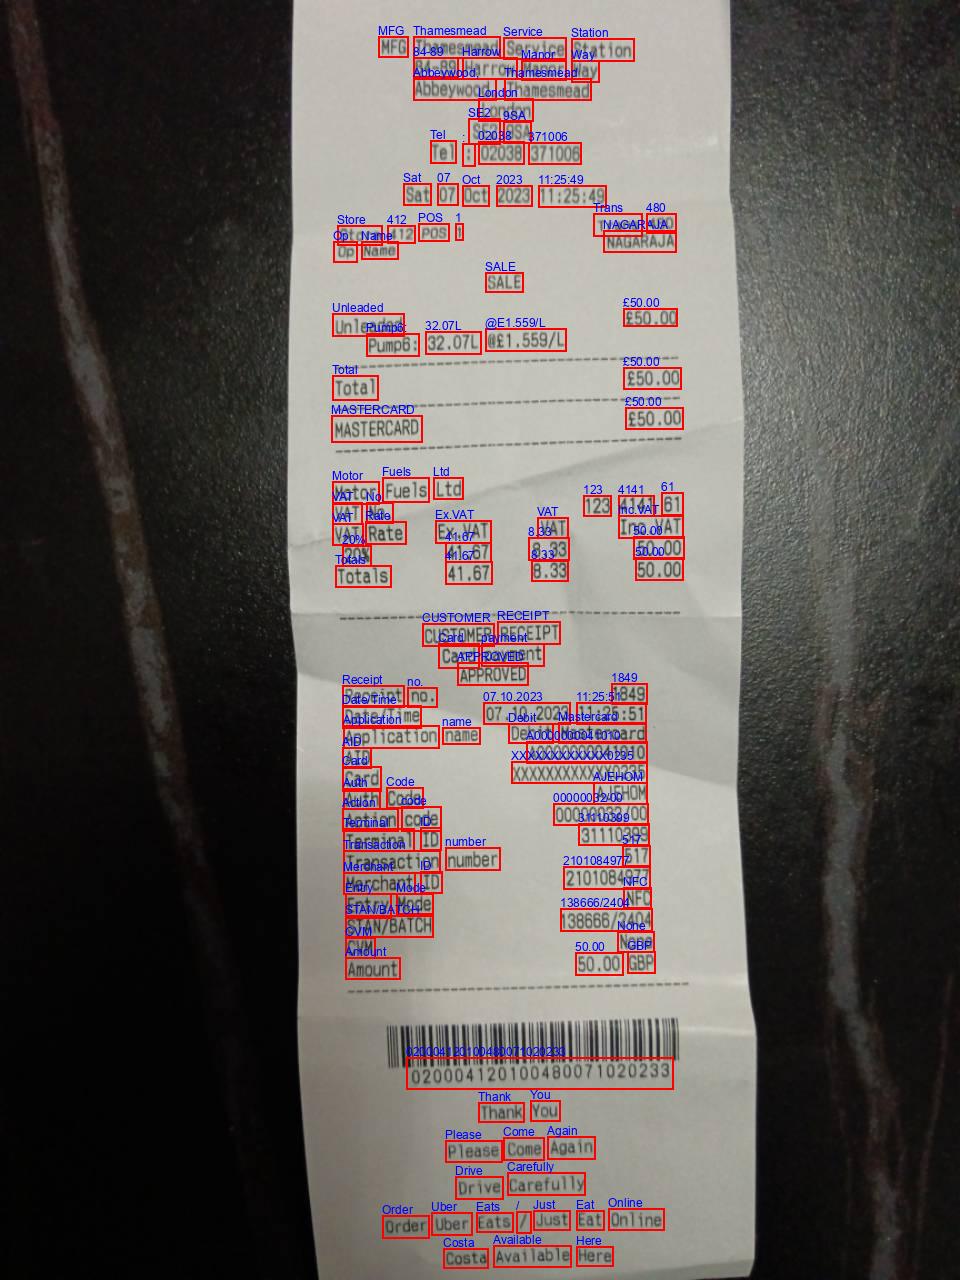 MFG Thamesmead Service Station
84-89 Harrow Manor Way
Abbeywood, Thamesmead
London
SE2 9SA
Tel : 02038 371006
Sat 07 Oct 2023 11:25:49
Store 412 POS 1 Trans 480
Op Name NAGARAJA
SALE
Unleaded £50.00
Pump6: 32.07L @£1.559/L
Total £50.00
MASTERCARD £50.00
Motor Fuels Ltd
VAT No. 123 4141 61
VAT Rate Ex.VAT VAT Inc.VAT
20% 41.67 8.33 50.00
Totals 41.67 8.33 50.00
CUSTOMER RECEIPT
Card payment
APPROVED
Receipt no. 1849
Date/Time 07.10.2023 11:25:51
Application name Debit Mastercard
AID A0000000041010
Card XXXXXXXXXXXX0235
Auth Code AJEHOM
Action code 00000032/00
Terminal ID 31110399
Transaction number 517
Merchant ID 2101084977
Entry Mode NFC
STAN/BATCH 138666/2404
CVM None
Amount 50.00 GBP
020004120100480071020233
Thank You
Please Come Again
Drive Carefully
Order Uber Eats / Just Eat Online
Costa Available Here